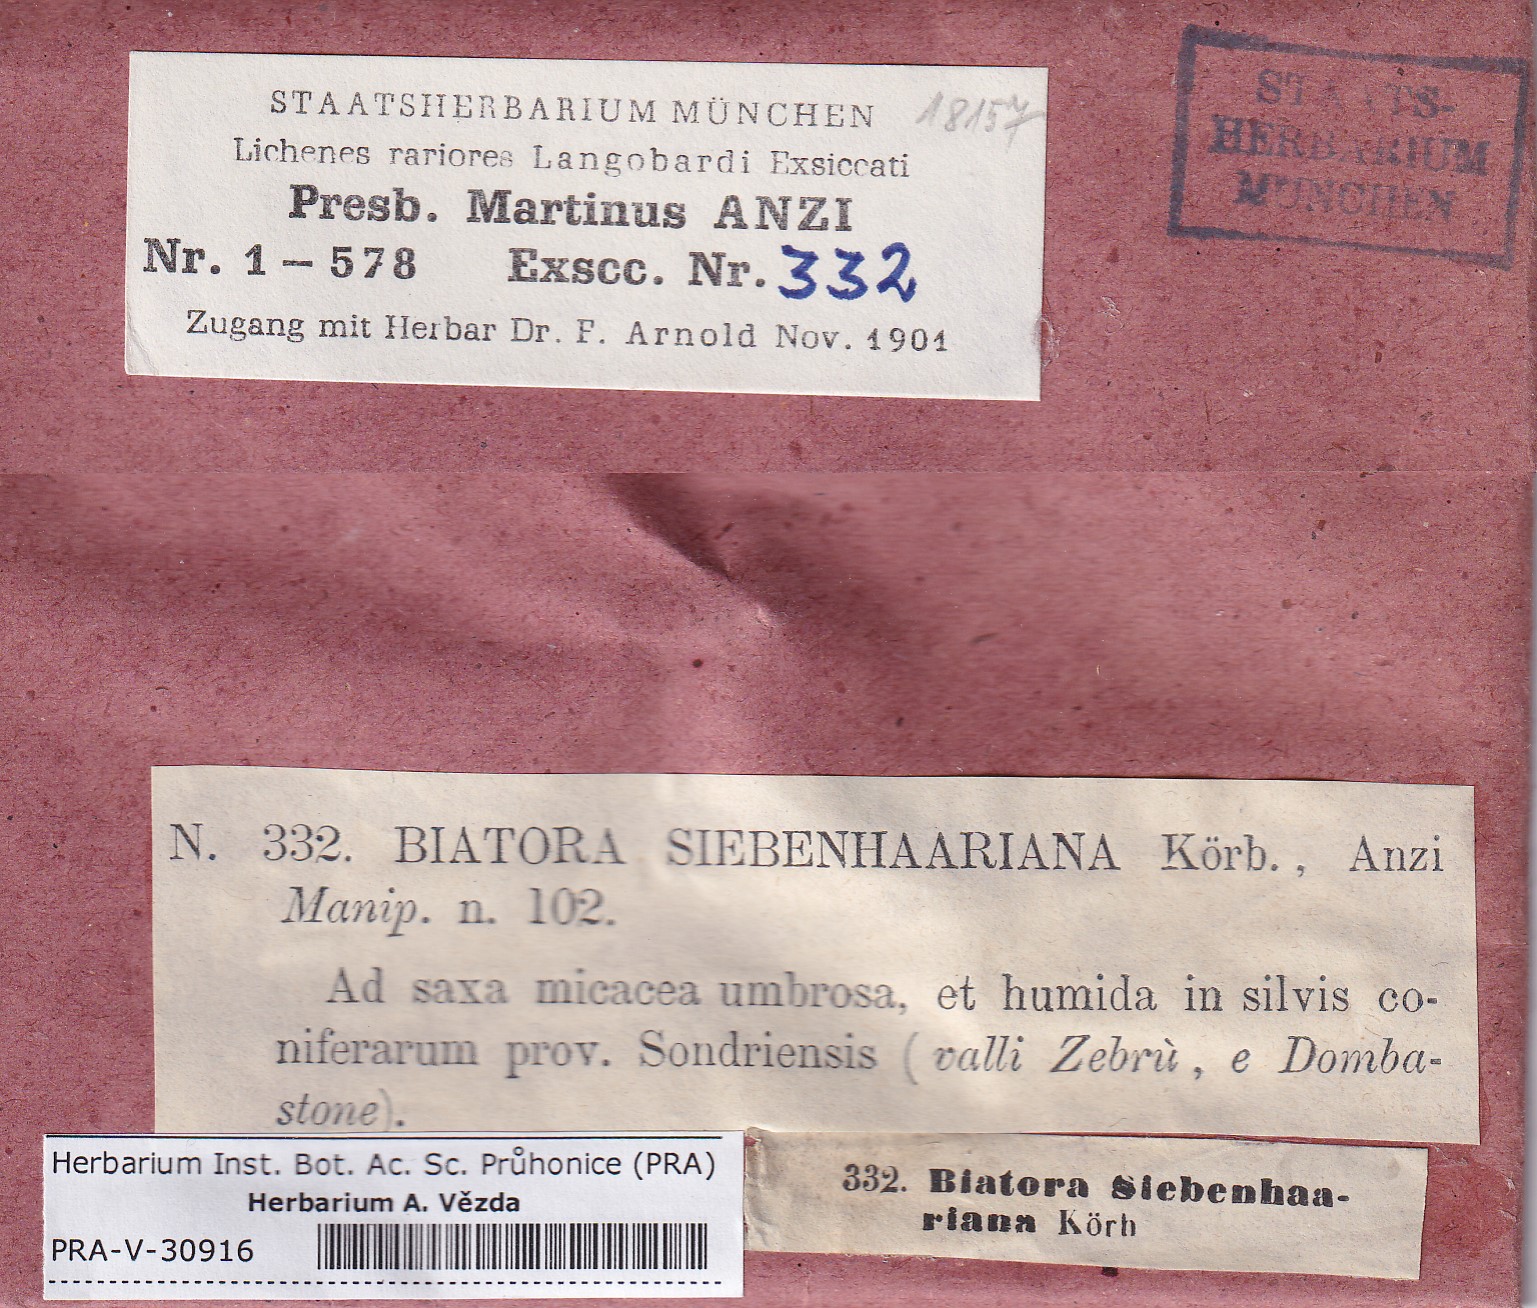 STAATSHERBARIUM MÜNCHEN
18157
Lichenes rariores Langobardi Exsiccati
Presb. Martinus ANZI
Nr. 1 – 578 Exscc. Nr. 332
Zugang mit Herbar Dr. F. Arnold Nov. 1901
STAATS-
HERBARIUM
MÜNCHEN
N. 332. BIATORA SIEBENHAARIANA Körb., Anzi
Manip. n. 102.
Ad saxa micacea umbrosa, et humida in silvis co-
niferarum prov. Sondriensis (valli Zebrù, e Domba-
stone).
Herbarium Inst. Bot. Ac. Sc. Průhonice (PRA)
Herbarium A. Vězda
PRA-V-30916
332. Biatora Siebenhaa-
riana Körb